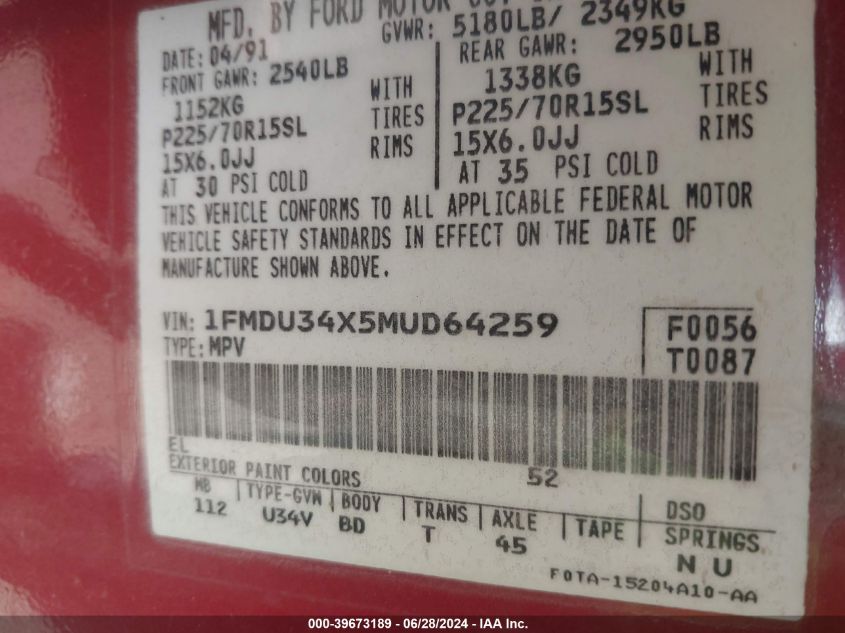 MFD. BY FORD MOTOR
DATE: 04/91 GVWR: 5180LB/ 2349KG
FRONT GAWR: 2540LB REAR GAWR: 2950LB
1152KG WITH 1338KG WITH
P225/70R15SL TIRES P225/70R15SL TIRES
15X6.0JJ RIMS 15X6.0JJ RIMS
AT 30 PSI COLD AT 35 PSI COLD
THIS VEHICLE CONFORMS TO ALL APPLICABLE FEDERAL MOTOR
VEHICLE SAFETY STANDARDS IN EFFECT ON THE DATE OF
MANUFACTURE SHOWN ABOVE.
VIN: 1FMDU34X5MUD64259 F0056
TYPE: MPV T0087
EL 52
EXTERIOR PAINT COLORS DSO
WB TYPE-GVW BODY TRANS AXLE TAPE SPRINGS
112 U34V BD T 45 N U
F0TA-15204A10-AA
000-39673189 - 06/28/2024 - IAA Inc.